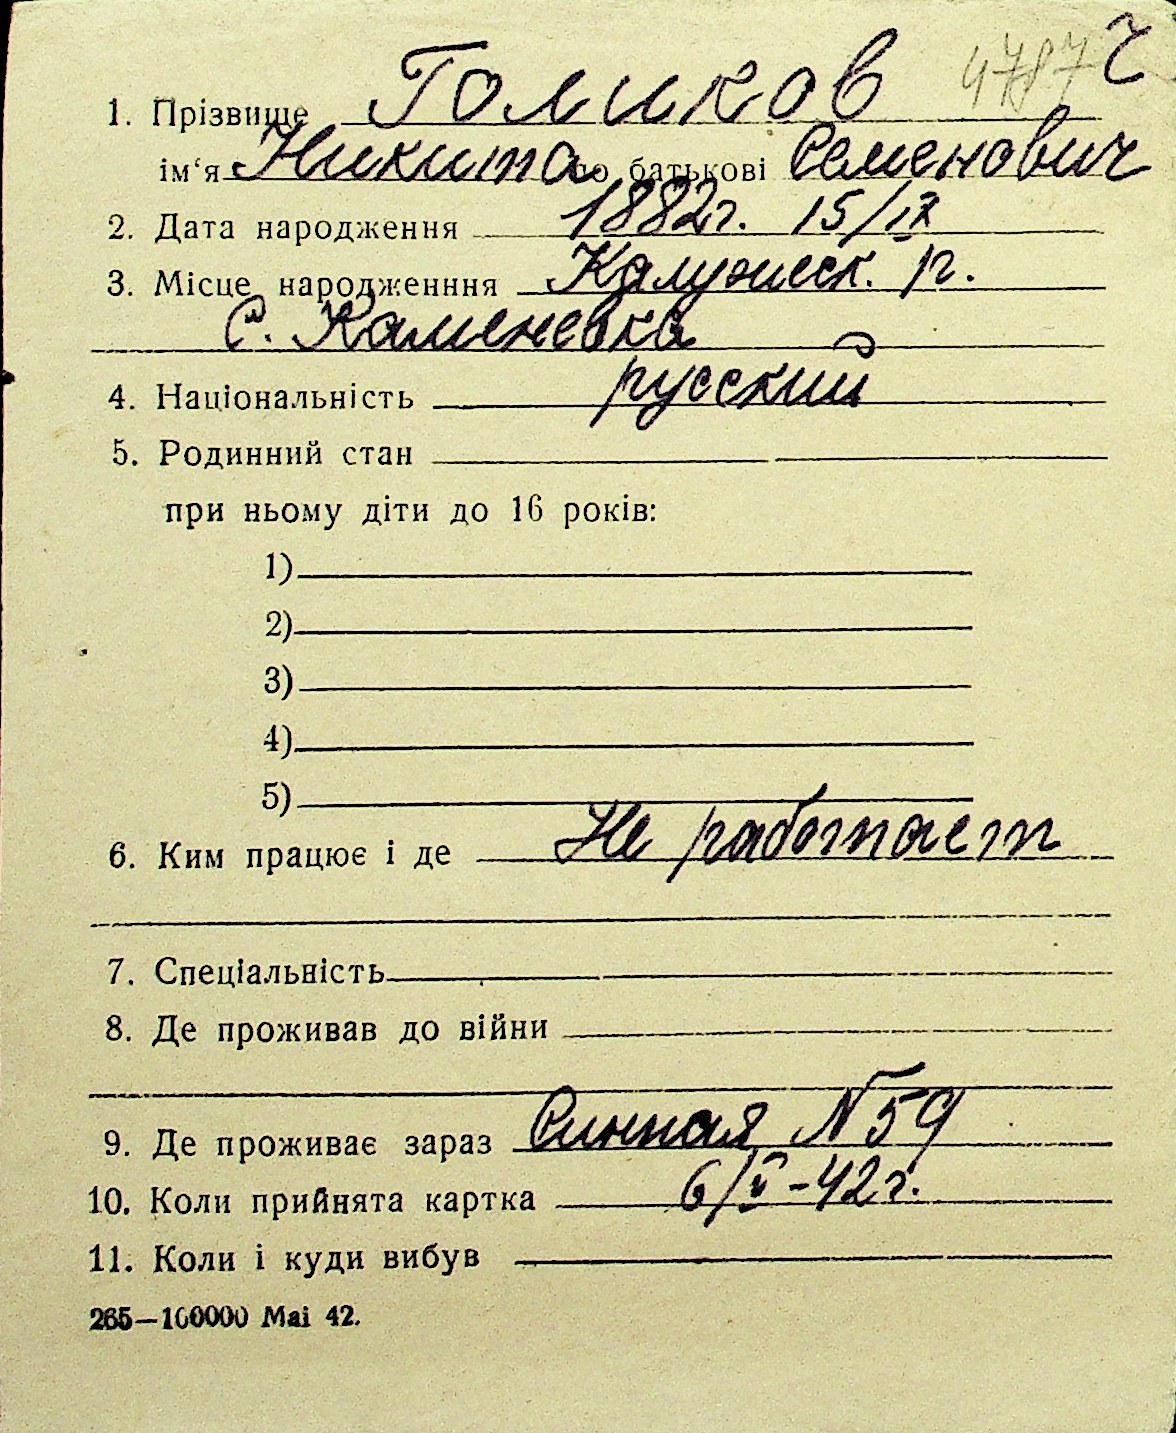 4787 г
1. Прізвище Голиков
ім‘я Никита по батькові Семенович
2. Дата народження 1882г. 15/IX
3. Місце народженння Калужск. р.
с. Каменевка
4. Національність русский
5. Родинний стан
при ньому діти до 16 років:
1)
2)
3)
4)
5)
6. Ким працює і де Не работает
7. Спеціальність
8. Де проживав до війни
9. Де проживає зараз Синная N 59
10. Коли прийнята картка 6/V-42г.
11. Коли і куди вибув
265—100000 Mai 42.